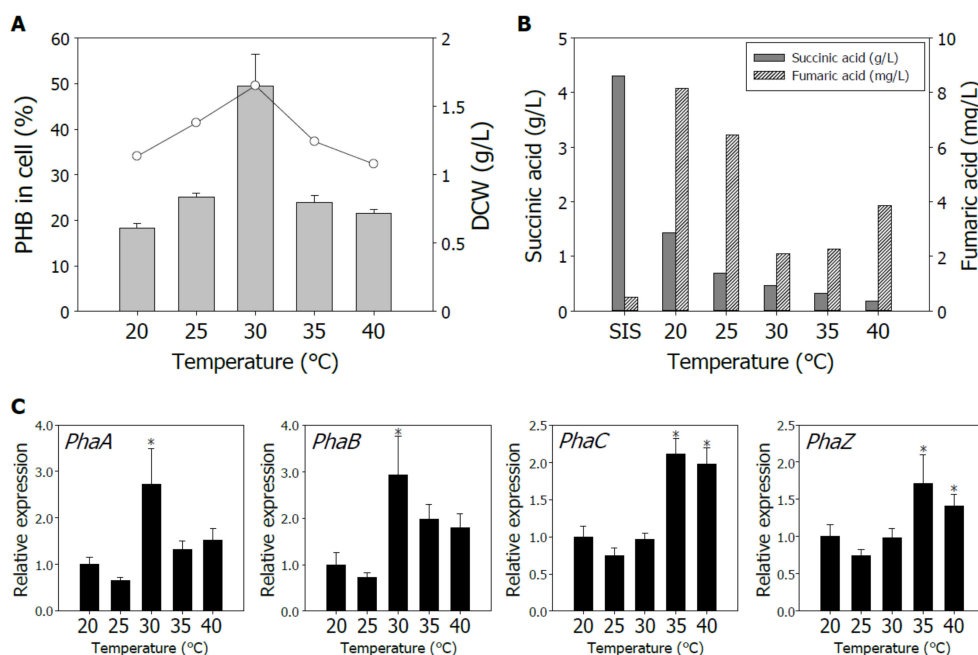 A
PHB in cell (%)
60
50
40
30
20
10
0
2
1.5
1
0.5
0
DCW (g/L)
20 25 30 35 40
Temperature (°C)
B
Succinic acid (g/L)
5
4
3
2
1
0
Succinic acid (g/L)
Fumaric acid (mg/L)
10
8
6
4
2
0
Fumaric acid (mg/L)
SIS 20 25 30 35 40
Temperature (°C)
C
Relative expression
4.0
3.0
2.0
1.0
0.0
PhaA
*
20 25 30 35 40
Temperature (°C)
Relative expression
4.0
3.0
2.0
1.0
0.0
PhaB
*
20 25 30 35 40
Temperature (°C)
Relative expression
2.5
2.0
1.5
1.0
0.5
0.0
PhaC
* *
20 25 30 35 40
Temperature (°C)
Relative expression
2.5
2.0
1.5
1.0
0.5
0.0
PhaZ
* *
20 25 30 35 40
Temperature (°C)